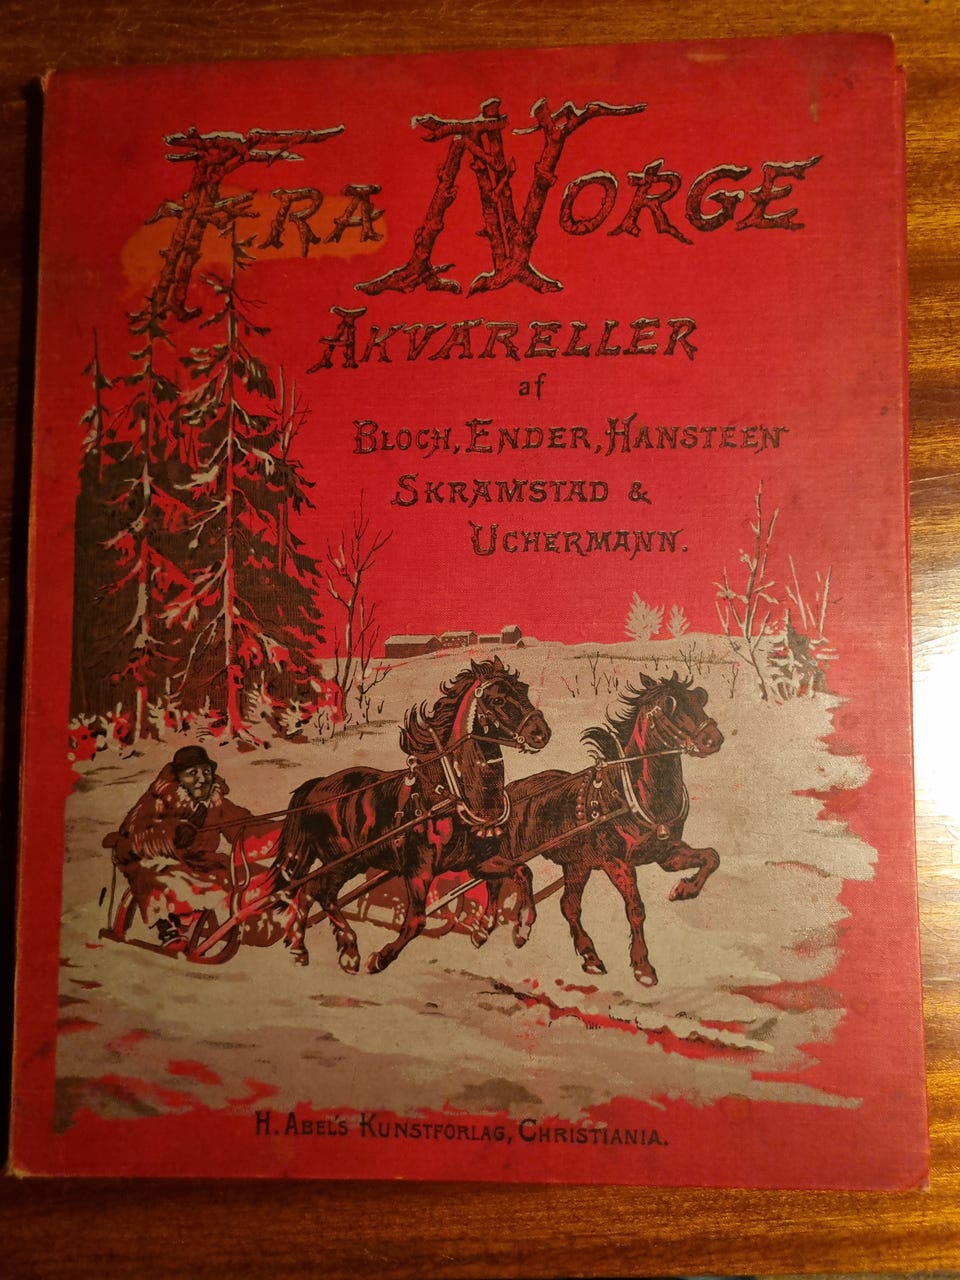 FRA NORGE
AKVARELLER
af
BLOCH, ENDER, HANSTEEN
SKRAMSTAD &
UCHERMANN.
H. ABEL'S KUNSTFORLAG, CHRISTIANIA.